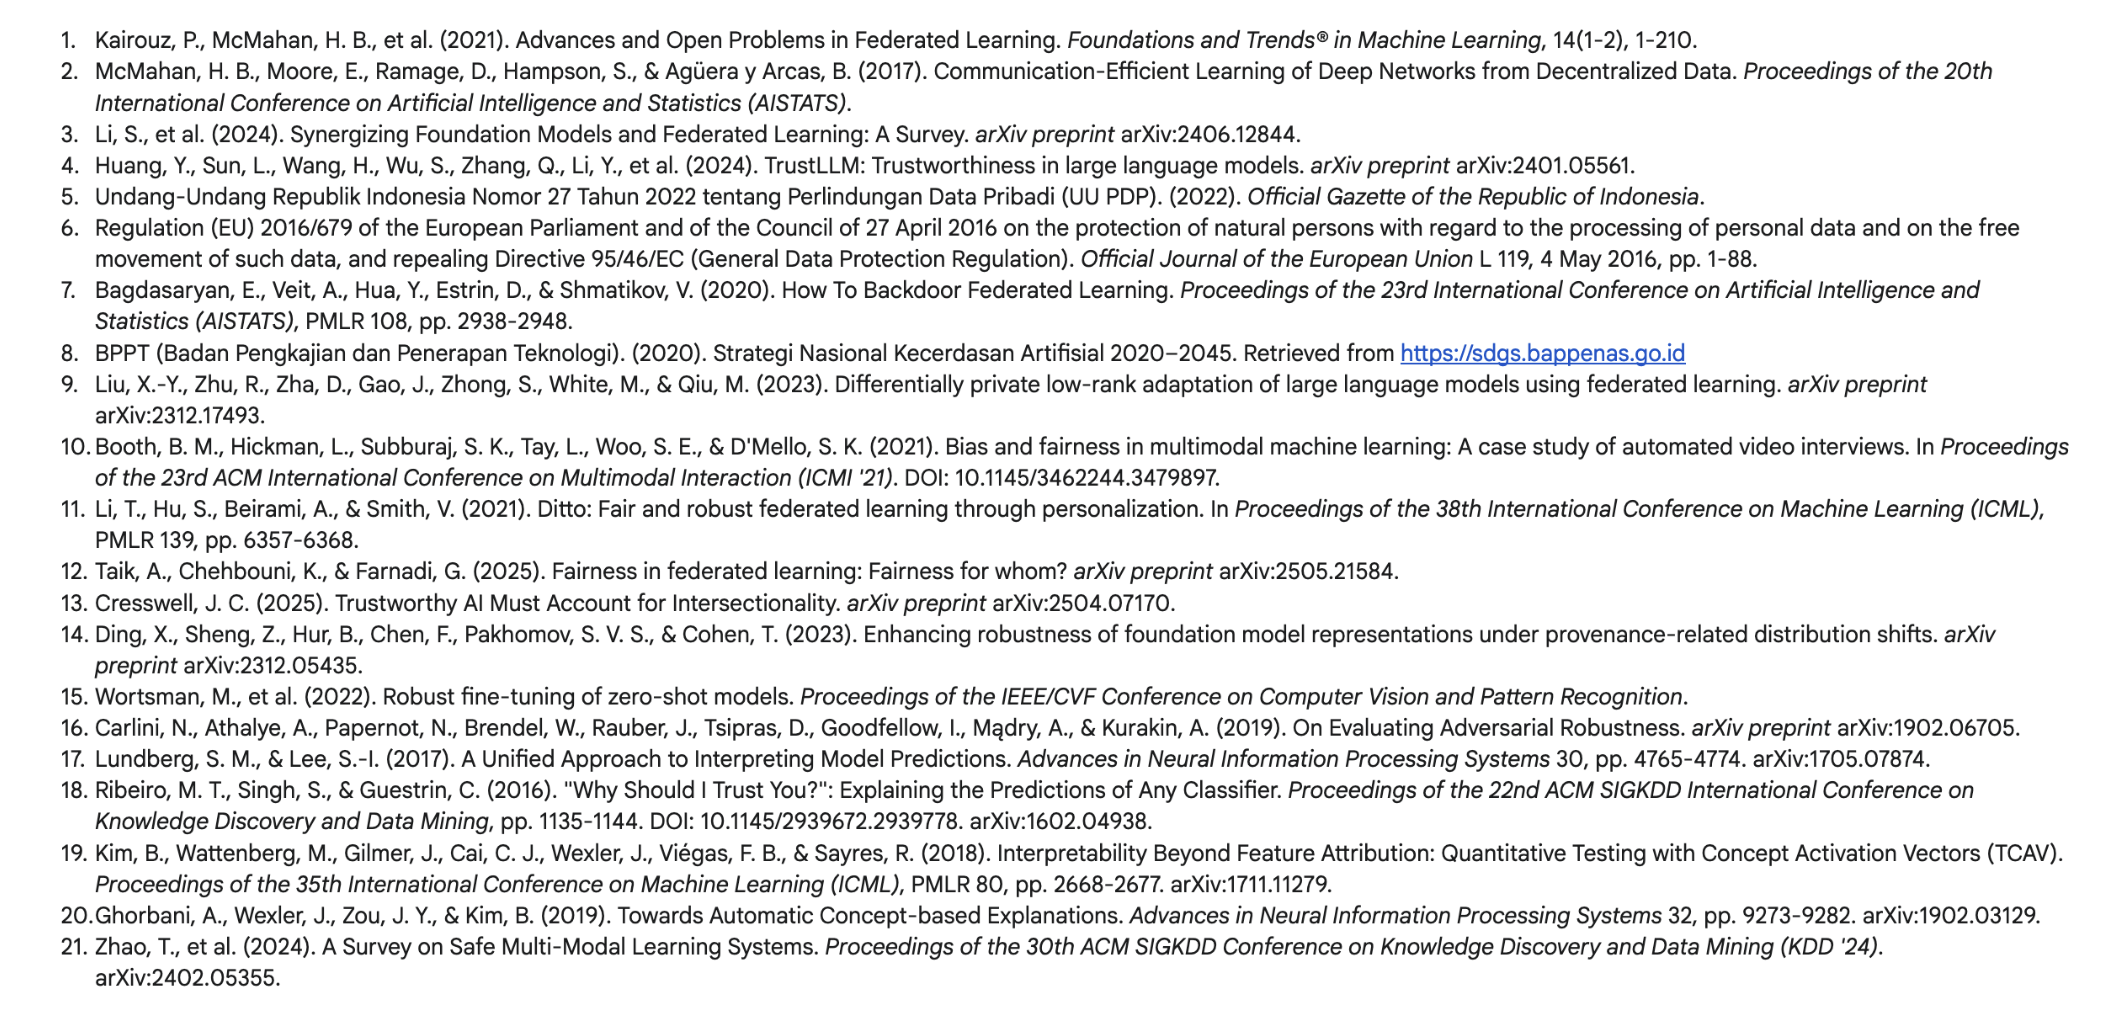 1. Kairouz, P., McMahan, H. B., et al. (2021). Advances and Open Problems in Federated Learning. Foundations and Trends® in Machine Learning, 14(1-2), 1-210.
2. McMahan, H. B., Moore, E., Ramage, D., Hampson, S., & Agüera y Arcas, B. (2017). Communication-Efficient Learning of Deep Networks from Decentralized Data. Proceedings of the 20th
International Conference on Artificial Intelligence and Statistics (AISTATS).
3. Li, S., et al. (2024). Synergizing Foundation Models and Federated Learning: A Survey. arXiv preprint arXiv:2406.12844.
4. Huang, Y., Sun, L., Wang, H., Wu, S., Zhang, Q., Li, Y., et al. (2024). TrustLLM: Trustworthiness in large language models. arXiv preprint arXiv:2401.05561.
5. Undang-Undang Republik Indonesia Nomor 27 Tahun 2022 tentang Perlindungan Data Pribadi (UU PDP). (2022). Official Gazette of the Republic of Indonesia.
6. Regulation (EU) 2016/679 of the European Parliament and of the Council of 27 April 2016 on the protection of natural persons with regard to the processing of personal data and on the free
movement of such data, and repealing Directive 95/46/EC (General Data Protection Regulation). Official Journal of the European Union L 119, 4 May 2016, pp. 1-88.
7. Bagdasaryan, E., Veit, A., Hua, Y., Estrin, D., & Shmatikov, V. (2020). How To Backdoor Federated Learning. Proceedings of the 23rd International Conference on Artificial Intelligence and
Statistics (AISTATS), PMLR 108, pp. 2938-2948.
8. BPPT (Badan Pengkajian dan Penerapan Teknologi). (2020). Strategi Nasional Kecerdasan Artifisial 2020–2045. Retrieved from https://sdgs.bappenas.go.id
9. Liu, X.-Y., Zhu, R., Zha, D., Gao, J., Zhong, S., White, M., & Qiu, M. (2023). Differentially private low-rank adaptation of large language models using federated learning. arXiv preprint
arXiv:2312.17493.
10. Booth, B. M., Hickman, L., Subburaj, S. K., Tay, L., Woo, S. E., & D'Mello, S. K. (2021). Bias and fairness in multimodal machine learning: A case study of automated video interviews. In Proceedings
of the 23rd ACM International Conference on Multimodal Interaction (ICMI '21). DOI: 10.1145/3462244.3479897.
11. Li, T., Hu, S., Beirami, A., & Smith, V. (2021). Ditto: Fair and robust federated learning through personalization. In Proceedings of the 38th International Conference on Machine Learning (ICML),
PMLR 139, pp. 6357-6368.
12. Taik, A., Chehbouni, K., & Farnadi, G. (2025). Fairness in federated learning: Fairness for whom? arXiv preprint arXiv:2505.21584.
13. Cresswell, J. C. (2025). Trustworthy AI Must Account for Intersectionality. arXiv preprint arXiv:2504.07170.
14. Ding, X., Sheng, Z., Hur, B., Chen, F., Pakhomov, S. V. S., & Cohen, T. (2023). Enhancing robustness of foundation model representations under provenance-related distribution shifts. arXiv
preprint arXiv:2312.05435.
15. Wortsman, M., et al. (2022). Robust fine-tuning of zero-shot models. Proceedings of the IEEE/CVF Conference on Computer Vision and Pattern Recognition.
16. Carlini, N., Athalye, A., Papernot, N., Brendel, W., Rauber, J., Tsipras, D., Goodfellow, I., Mądry, A., & Kurakin, A. (2019). On Evaluating Adversarial Robustness. arXiv preprint arXiv:1902.06705.
17. Lundberg, S. M., & Lee, S.-I. (2017). A Unified Approach to Interpreting Model Predictions. Advances in Neural Information Processing Systems 30, pp. 4765-4774. arXiv:1705.07874.
18. Ribeiro, M. T., Singh, S., & Guestrin, C. (2016). "Why Should I Trust You?": Explaining the Predictions of Any Classifier. Proceedings of the 22nd ACM SIGKDD International Conference on
Knowledge Discovery and Data Mining, pp. 1135-1144. DOI: 10.1145/2939672.2939778. arXiv:1602.04938.
19. Kim, B., Wattenberg, M., Gilmer, J., Cai, C. J., Wexler, J., Viégas, F. B., & Sayres, R. (2018). Interpretability Beyond Feature Attribution: Quantitative Testing with Concept Activation Vectors (TCAV).
Proceedings of the 35th International Conference on Machine Learning (ICML), PMLR 80, pp. 2668-2677. arXiv:1711.11279.
20. Ghorbani, A., Wexler, J., Zou, J. Y., & Kim, B. (2019). Towards Automatic Concept-based Explanations. Advances in Neural Information Processing Systems 32, pp. 9273-9282. arXiv:1902.03129.
21. Zhao, T., et al. (2024). A Survey on Safe Multi-Modal Learning Systems. Proceedings of the 30th ACM SIGKDD Conference on Knowledge Discovery and Data Mining (KDD '24).
arXiv:2402.05355.